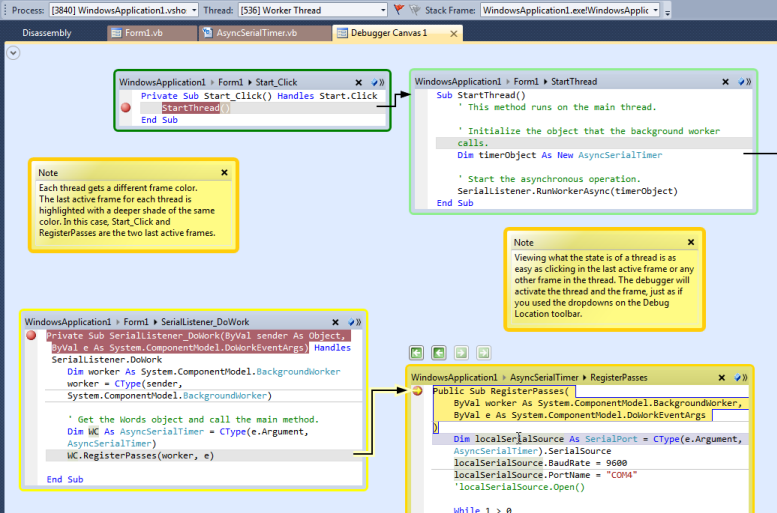 Process: [3840] WindowsApplication1.vsho Thread: [536] Worker Thread Stack Frame: WindowsApplication1.exe!WindowsApplic
Disassembly Form1.vb AsyncSerialTimer.vb Debugger Canvas 1
WindowsApplication1 Form1 Start_Click
Private Sub Start_Click() Handles Start.Click
StartThread()
End Sub
WindowsApplication1 Form1 StartThread
Sub StartThread()
' This method runs on the main thread.
' Initialize the object that the background worker
calls.
Dim timerObject As New AsyncSerialTimer
' Start the asynchronous operation.
SerialListener.RunWorkerAsync(timerObject)
End Sub
Note
Each thread gets a different frame color.
The last active frame for each thread is
highlighted with a deeper shade of the same
color. In this case, Start_Click and
RegisterPasses are the two last active frames.
Note
Viewing what the state is of a thread is as
easy as clicking in the last active frame or any
other frame in the thread. The debugger will
activate the thread and the frame, just as if
you used the dropdowns on the Debug
Location toolbar.
WindowsApplication1 Form1 SerialListener_DoWork
Private Sub SerialListener_DoWork(ByVal sender As Object,
ByVal e As System.ComponentModel.DoWorkEventArgs) Handles
SerialListener.DoWork
Dim worker As System.ComponentModel.BackgroundWorker
worker = CType(sender,
System.ComponentModel.BackgroundWorker)
' Get the Words object and call the main method.
Dim WC As AsyncSerialTimer = CType(e.Argument,
AsyncSerialTimer)
WC.RegisterPasses(worker, e)
End Sub
WindowsApplication1 AsyncSerialTimer RegisterPasses
Public Sub RegisterPasses(
ByVal worker As System.ComponentModel.BackgroundWorker,
ByVal e As System.ComponentModel.DoWorkEventArgs
)
Dim localSerialSource As SerialPort = CType(e.Argument,
AsyncSerialTimer).SerialSource
localSerialSource.BaudRate = 9600
localSerialSource.PortName = "COM4"
'localSerialSource.Open()
While 1 > 0